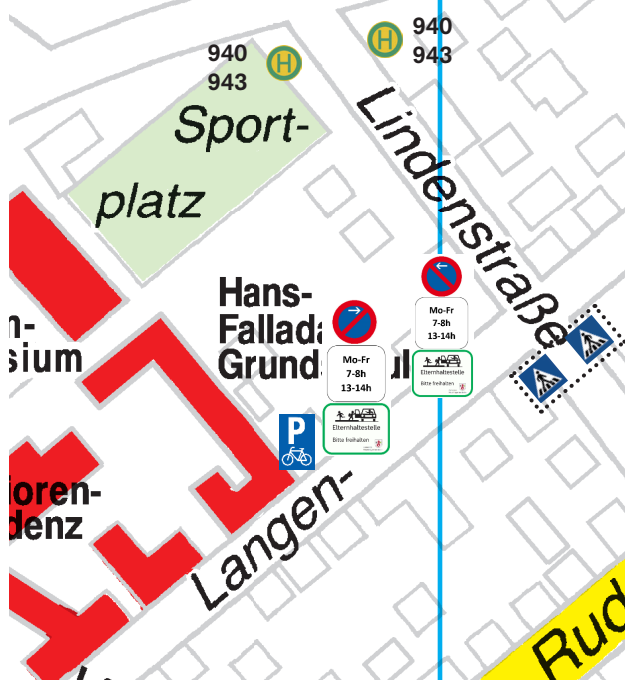 940
943
H
H
940
943
Sport-
platz
Lindenstraße
Hans-
Fallada
Grund
ul
n-
sium
Mo-Fr
7-8h
13-14h
Elternhaltestelle
Bitte freihalten
Mo-Fr
7-8h
13-14h
Elternhaltestelle
Bitte freihalten
P
ioren-
denz
Langen-
Rud